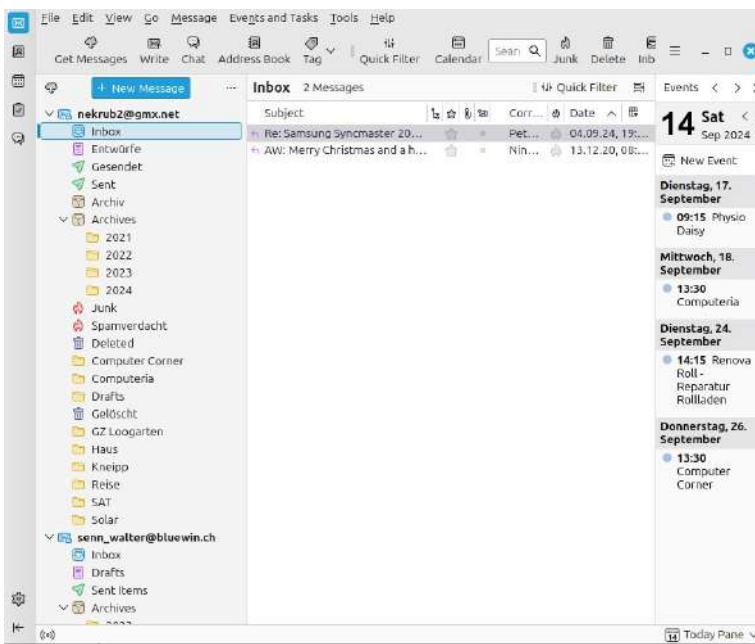 File Edit View Go Message Events and Tasks Tools Help
Get Messages Write Chat Address Book Tag Quick Filter Calendar Sear Junk Delete Inb
+ New Message ... Inbox 2 Messages Quick Filter Events < >
nekrub2@gmx.net
Inbox
Entwürfe
Gesendet
Sent
Archiv
Archives
2021
2022
2023
2024
Junk
Spamverdacht
Deleted
Computer Corner
Computeria
Drafts
Gelöscht
GZ Loogarten
Haus
Kneipp
Reise
SAT
Solar
senn_walter@bluewin.ch
Inbox
Drafts
Sent Items
Archives
Subject Corr... Date
Re: Samsung Syncmaster 20... Pet... 04.09.24, 19:...
AW: Merry Christmas and a h... Nin... 13.12.20, 08:...
14 Sat <
Sep 2024
New Event
Dienstag, 17.
September
09:15 Physio
Daisy
Mittwoch, 18.
September
13:30
Computeria
Dienstag, 24.
September
14:15 Renova
Roll-
Reparatur
Rollladen
Donnerstag, 26.
September
13:30
Computer
Corner
14 Today Pane